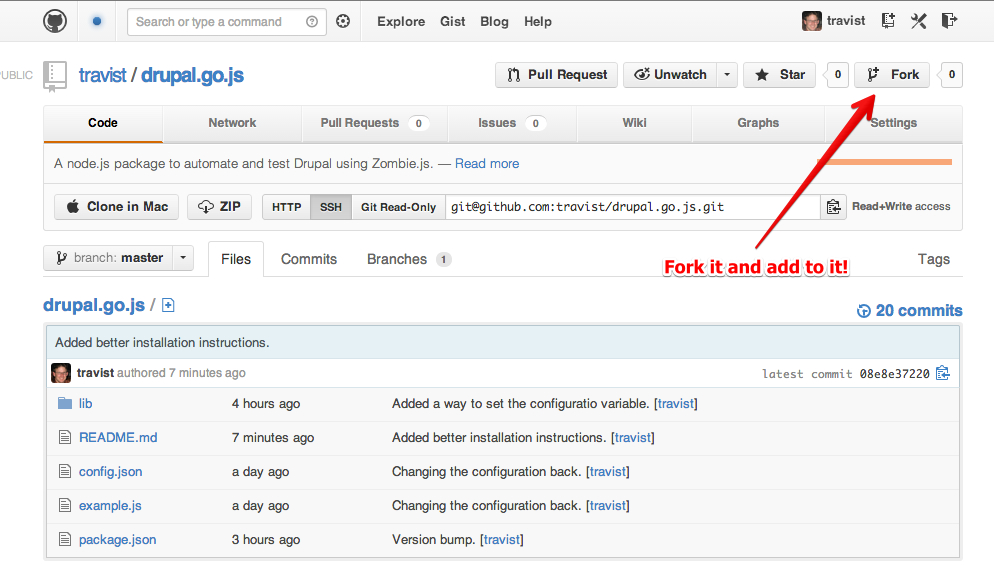 Search or type a command
Explore Gist Blog Help
travist
PUBLIC
travist / drupal.go.js
Pull Request
Unwatch
Star 0
Fork 0
Code Network Pull Requests 0 Issues 0 Wiki Graphs Settings
A node.js package to automate and test Drupal using Zombie.js. — Read more
Clone in Mac ZIP HTTP SSH Git Read-Only git@github.com:travist/drupal.go.js.git Read+Write access
branch: master Files Commits Branches 1 Tags
Fork it and add to it!
drupal.go.js /
20 commits
Added better installation instructions.
travist authored 7 minutes ago
latest commit 08e8e37220
lib 4 hours ago Added a way to set the configuratio variable. [travist]
README.md 7 minutes ago Added better installation instructions. [travist]
config.json a day ago Changing the configuration back. [travist]
example.js a day ago Changing the configuration back. [travist]
package.json 3 hours ago Version bump. [travist]